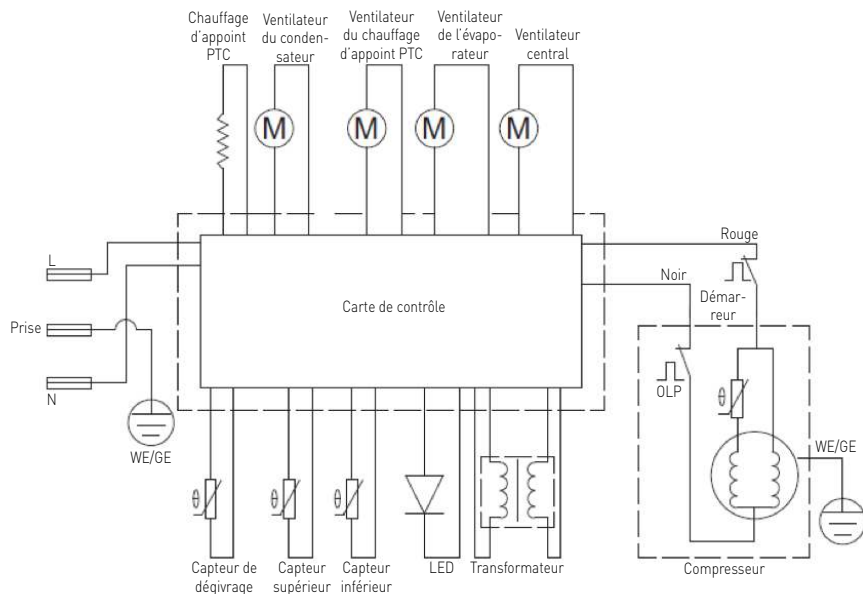 Chauffage
d'appoint
PTC
Ventilateur
du conden-
sateur
Ventilateur
du chauffage
d'appoint PTC
Ventilateur
de l'évapo-
rateur
Ventilateur
central
M
M
M
M
L
Prise
N
WE/GE
Carte de contrôle
Rouge
Noir
Démar-
reur
OLP
θ
WE/GE
Compresseur
θ
θ
θ
Capteur de
dégivrage
Capteur
supérieur
Capteur
inférieur
LED
Transformateur